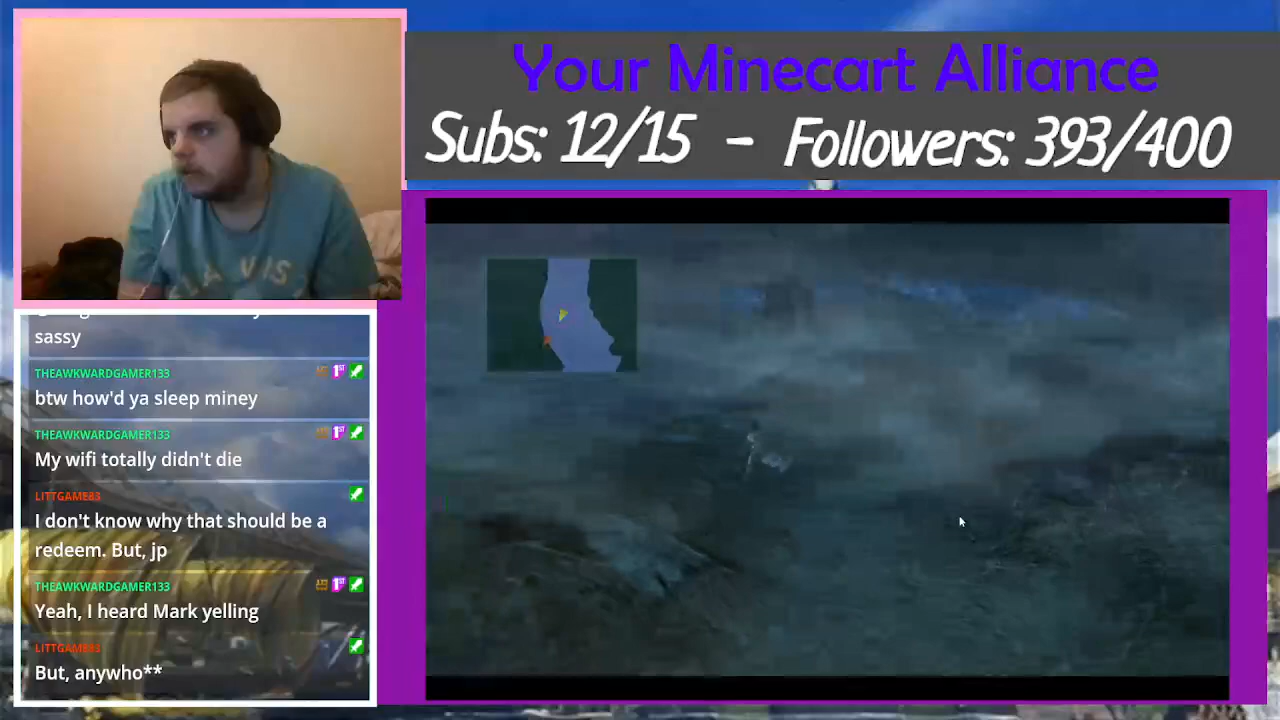 Your Minecart Alliance
Subs: 12/15 - Followers: 393/400
sassy
THEAWKWARDGAMER133
btw how'd ya sleep miney
THEAWKWARDGAMER133
My wifi totally didn't die
LITTGAME83
I don't know why that should be a
redeem. But, jp
THEAWKWARDGAMER133
Yeah, I heard Mark yelling
LITTGAME83
But, anywho**